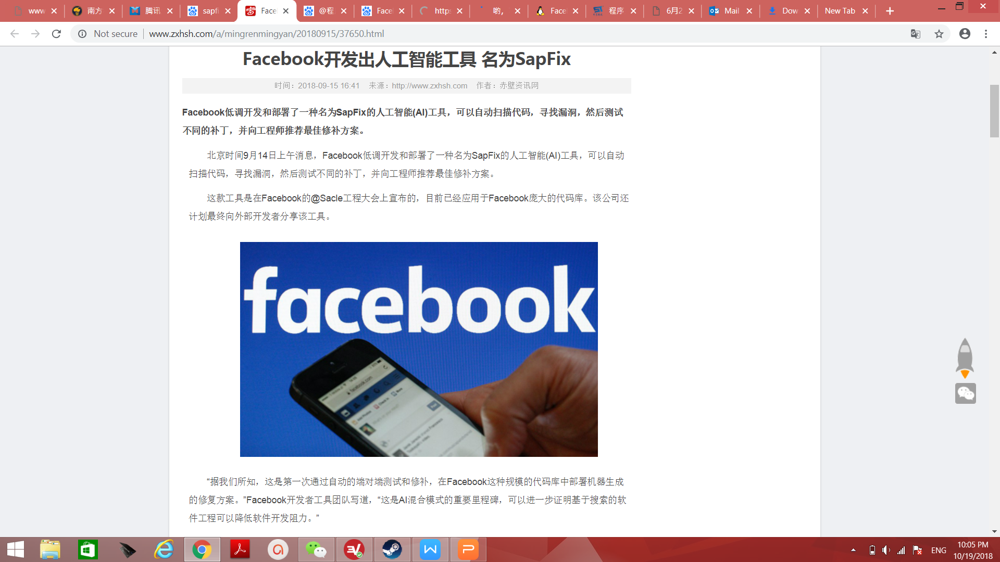 www
南方
腾讯
sapfi
Face
@程
Face
https
哟，
Face
程序
6月2
Mail
Dow
New Tab
Not secure
www.zxhsh.com/a/mingrenmingyan/20180915/37650.html
Facebook开发出人工智能工具 名为SapFix
时间：2018-09-15 16:41 来源：http://www.zxhsh.com 作者：赤壁资讯网
Facebook低调开发和部署了一种名为SapFix的人工智能(AI)工具，可以自动扫描代码，寻找漏洞，然后测试
不同的补丁，并向工程师推荐最佳修补方案。
北京时间9月14日上午消息，Facebook低调开发和部署了一种名为SapFix的人工智能(AI)工具，可以自动
扫描代码，寻找漏洞，然后测试不同的补丁，并向工程师推荐最佳修补方案。
这款工具是在Facebook的@Sacle工程大会上宣布的，目前已经应用于Facebook庞大的代码库。该公司还
计划最终向外部开发者分享该工具。
facebook
facebook.com
Check In
“据我们所知，这是第一次通过自动的端对端测试和修补，在Facebook这种规模的代码库中部署机器生成
的修复方案。”Facebook开发者工具团队写道，“这是AI混合模式的重要里程碑，可以进一步证明基于搜索的软
件工程可以降低软件开发阻力。”
ENG
10:05 PM
10/19/2018